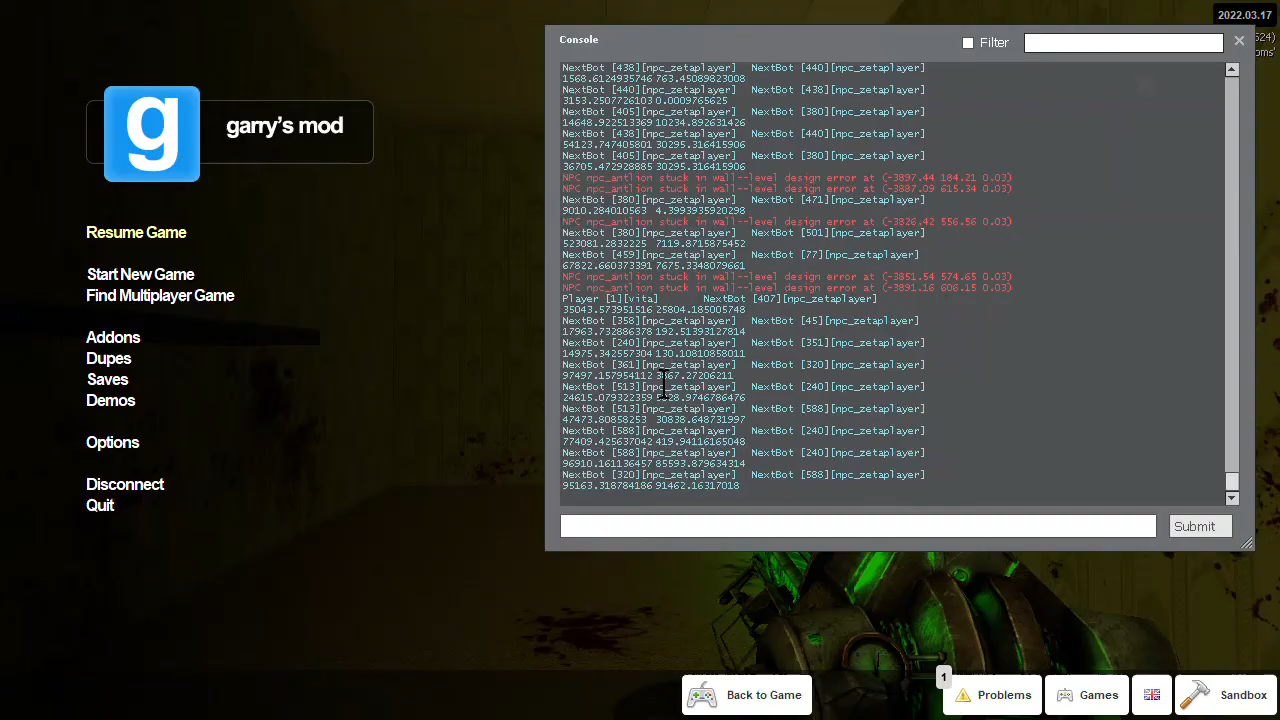 2022.03.17
524)
oms'
g
garry's mod
Resume Game
Start New Game
Find Multiplayer Game
Addons
Dupes
Saves
Demos
Options
Disconnect
Quit
Console
Filter
NextBot [438][npc_zetaplayer] NextBot [440][npc_zetaplayer]
1568.6124935746 763.45089823008
NextBot [440][npc_zetaplayer] NextBot [438][npc_zetaplayer]
3153.2507726103 0.0009765625
NextBot [405][npc_zetaplayer] NextBot [380][npc_zetaplayer]
14648.922513369 10234.892631426
NextBot [438][npc_zetaplayer] NextBot [440][npc_zetaplayer]
54123.747405801 30295.316415906
NextBot [405][npc_zetaplayer] NextBot [380][npc_zetaplayer]
36705.472928885 30295.316415906
NPC npc_antlion stuck in wall--level design error at (-3897.44 184.21 0.03)
NPC npc_antlion stuck in wall--level design error at (-3887.09 615.34 0.03)
NextBot [380][npc_zetaplayer] NextBot [471][npc_zetaplayer]
9010.284010563 4.3993935920298
NPC npc_antlion stuck in wall--level design error at (-3826.42 556.56 0.03)
NextBot [380][npc_zetaplayer] NextBot [501][npc_zetaplayer]
523081.2832225 7119.8715875452
NextBot [459][npc_zetaplayer] NextBot [77][npc_zetaplayer]
67822.660373391 7675.3348079661
NPC npc_antlion stuck in wall--level design error at (-3851.54 574.65 0.03)
NPC npc_antlion stuck in wall--level design error at (-3891.16 606.15 0.03)
Player [1][vita] NextBot [407][npc_zetaplayer]
35043.573951516 25804.185005748
NextBot [358][npc_zetaplayer] NextBot [45][npc_zetaplayer]
17963.732886378 192.51393127814
NextBot [240][npc_zetaplayer] NextBot [351][npc_zetaplayer]
14975.342557304 130.10810858011
NextBot [361][npc_zetaplayer] NextBot [320][npc_zetaplayer]
97497.157954112
NextBot [513][npc_zetaplayer] NextBot [240][npc_zetaplayer]
24615.079322359
NextBot [513][npc_zetaplayer] NextBot [588][npc_zetaplayer]
47473.80858253 30838.648731997
NextBot [588][npc_zetaplayer] NextBot [240][npc_zetaplayer]
77409.425637042 419.94116165048
NextBot [588][npc_zetaplayer] NextBot [240][npc_zetaplayer]
96910.161136457 85593.879634314
NextBot [320][npc_zetaplayer] NextBot [588][npc_zetaplayer]
95163.318784186 91462.16317018
Submit
Back to Game
1
Problems
Games
Sandbox